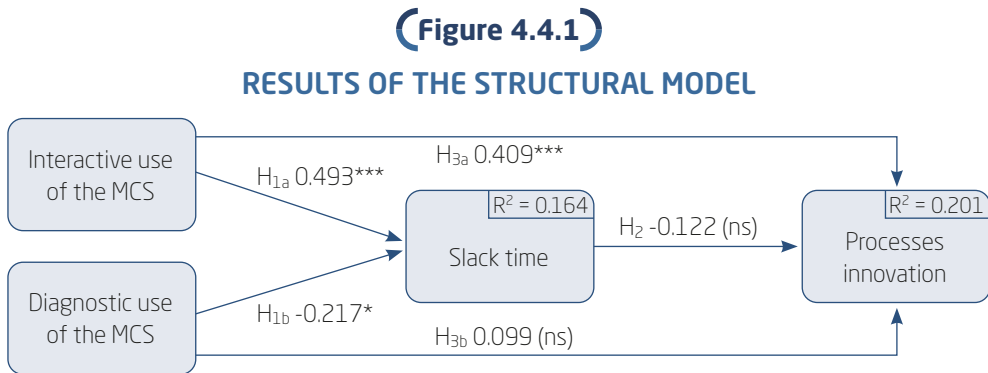 Figure 4.4.1
RESULTS OF THE STRUCTURAL MODEL
Interactive use
of the MCS
H3a 0.409***
H1a 0.493***
R² = 0.164
Slack time
H2 -0.122 (ns)
R² = 0.201
Processes
innovation
Diagnostic use
of the MCS
H1b -0.217*
H3b 0.099 (ns)